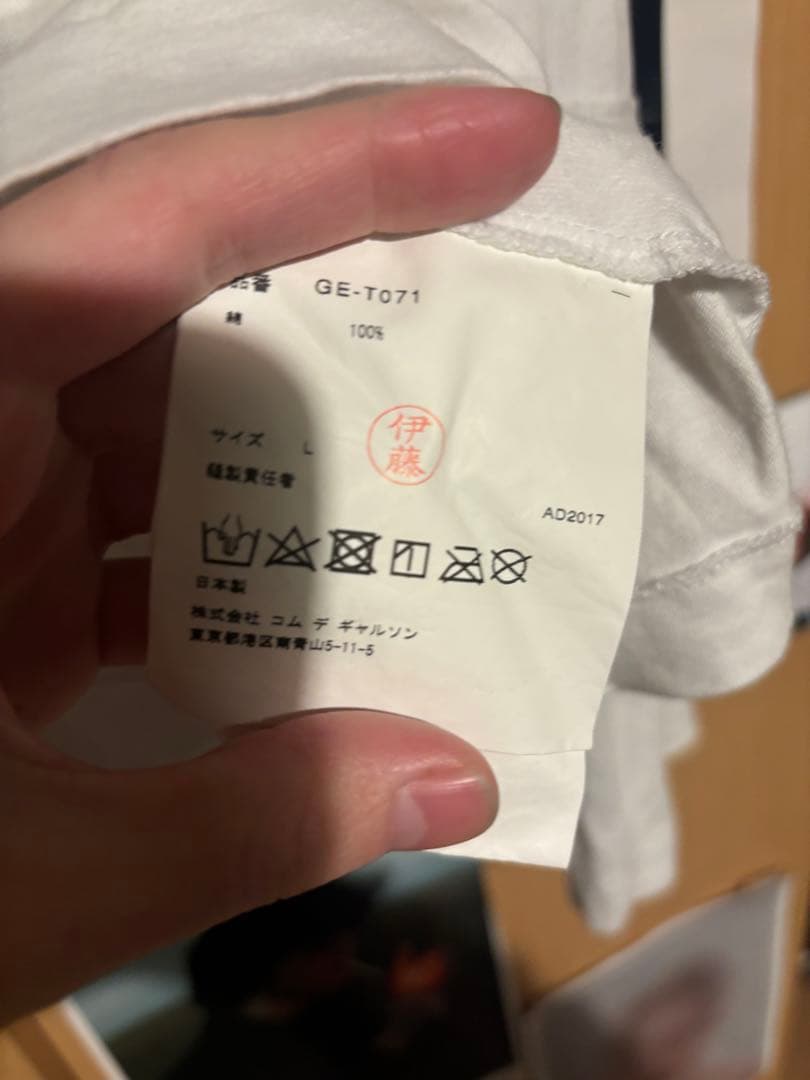 品番 GE-T071
綿 100%
伊藤
サイズ L
縫製責任者
AD2017
日本製
株式会社 コム デ ギャルソン
東京都港区南青山5-11-5